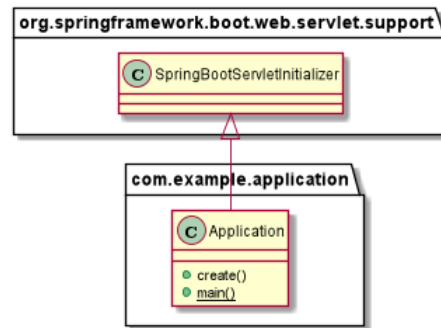 org.springframework.boot.web.servlet.support
C SpringBootServletInitializer
com.example.application
C Application
create()
main()